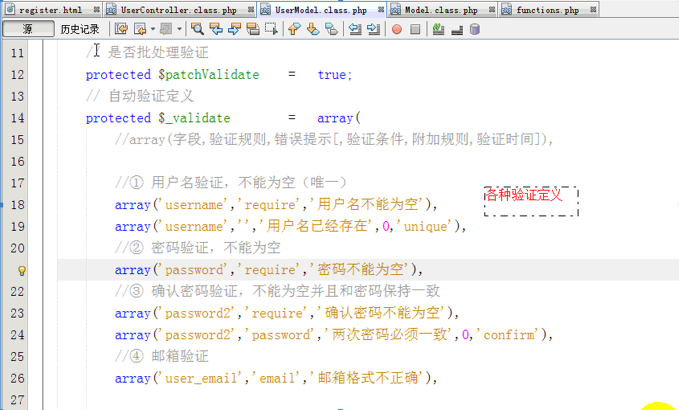 register.html UserController.class.php UserModel.class.php Model.class.php functions.php
源 历史记录
11 // 是否批处理验证
12 protected $patchValidate = true;
13 // 自动验证定义
14 protected $_validate = array(
15 //array(字段,验证规则,错误提示[,验证条件,附加规则,验证时间]),
16
17 //① 用户名验证，不能为空（唯一）
18 array('username','require','用户名不能为空'),
各种验证定义
19 array('username','','用户名已经存在',0,'unique'),
20 //② 密码验证，不能为空
array('password','require','密码不能为空'),
22 //③ 确认密码验证，不能为空并且和密码保持一致
23 array('password2','require','确认密码不能为空'),
24 array('password2','password','两次密码必须一致',0,'confirm'),
25 //④ 邮箱验证
26 array('user_email','email','邮箱格式不正确'),
27